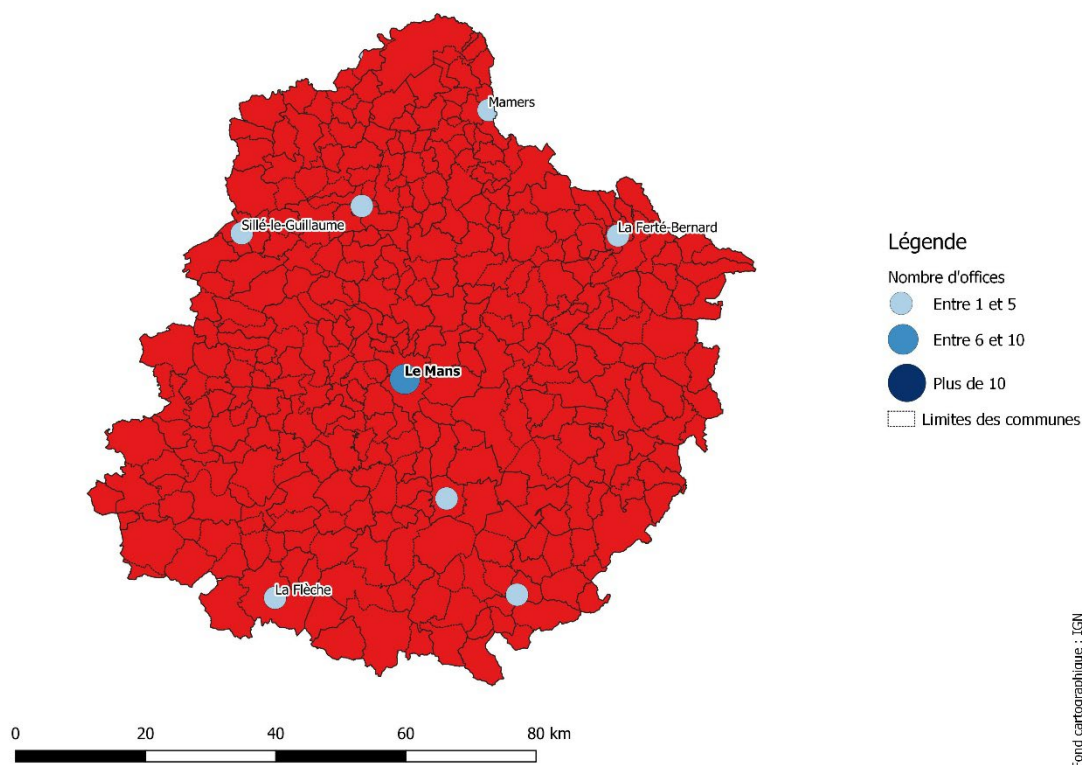 Mamers
Sillé-le-Guillaume
La Ferté-Bernard
Le Mans
La Flèche
Légende
Nombre d'offices
Entre 1 et 5
Entre 6 et 10
Plus de 10
Limites des communes
0 20 40 60 80 km
Fond cartographique : IGN